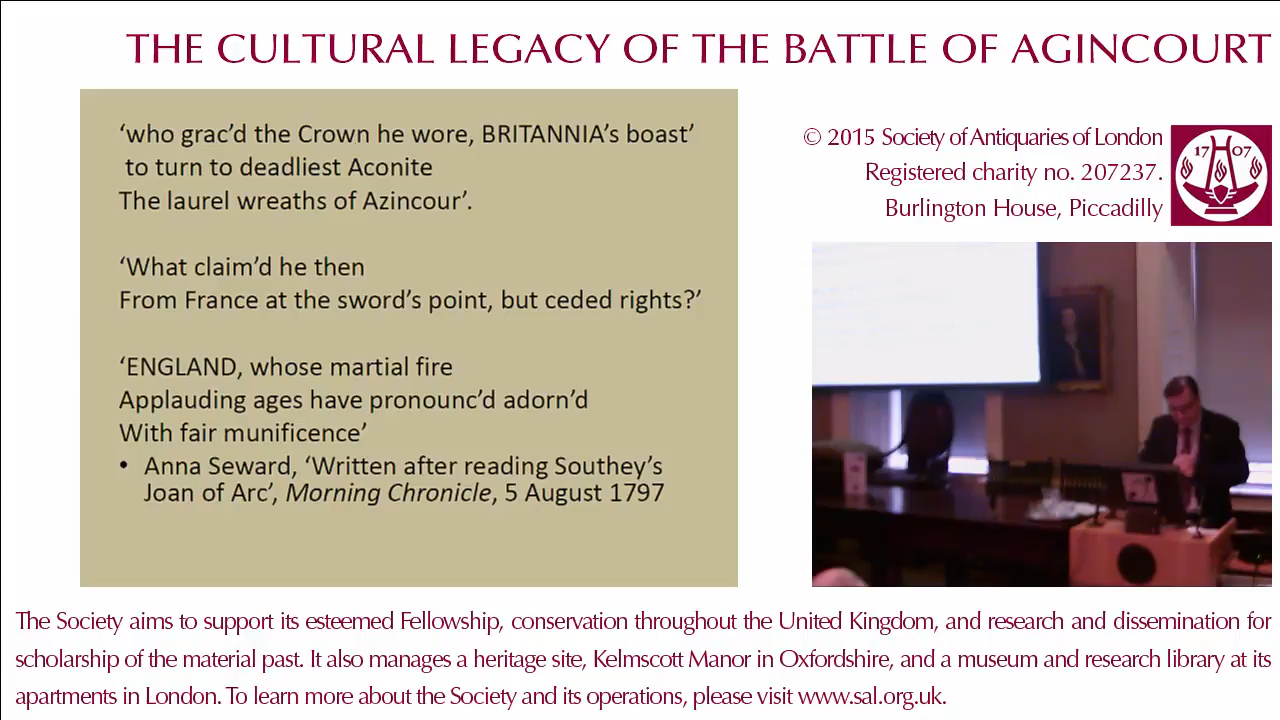 THE CULTURAL LEGACY OF THE BATTLE OF AGINCOURT
‘who grac’d the Crown he wore, BRITANNIA’s boast’
to turn to deadliest Aconite
The laurel wreaths of Azincour’.
‘What claim’d he then
From France at the sword’s point, but ceded rights?’
‘ENGLAND, whose martial fire
Applauding ages have pronounc’d adorn’d
With fair munificence’
• Anna Seward, ‘Written after reading Southey’s
Joan of Arc’, Morning Chronicle, 5 August 1797
© 2015 Society of Antiquaries of London
Registered charity no. 207237.
Burlington House, Piccadilly
17 07
The Society aims to support its esteemed Fellowship, conservation throughout the United Kingdom, and research and dissemination for
scholarship of the material past. It also manages a heritage site, Kelmscott Manor in Oxfordshire, and a museum and research library at its
apartments in London. To learn more about the Society and its operations, please visit www.sal.org.uk.